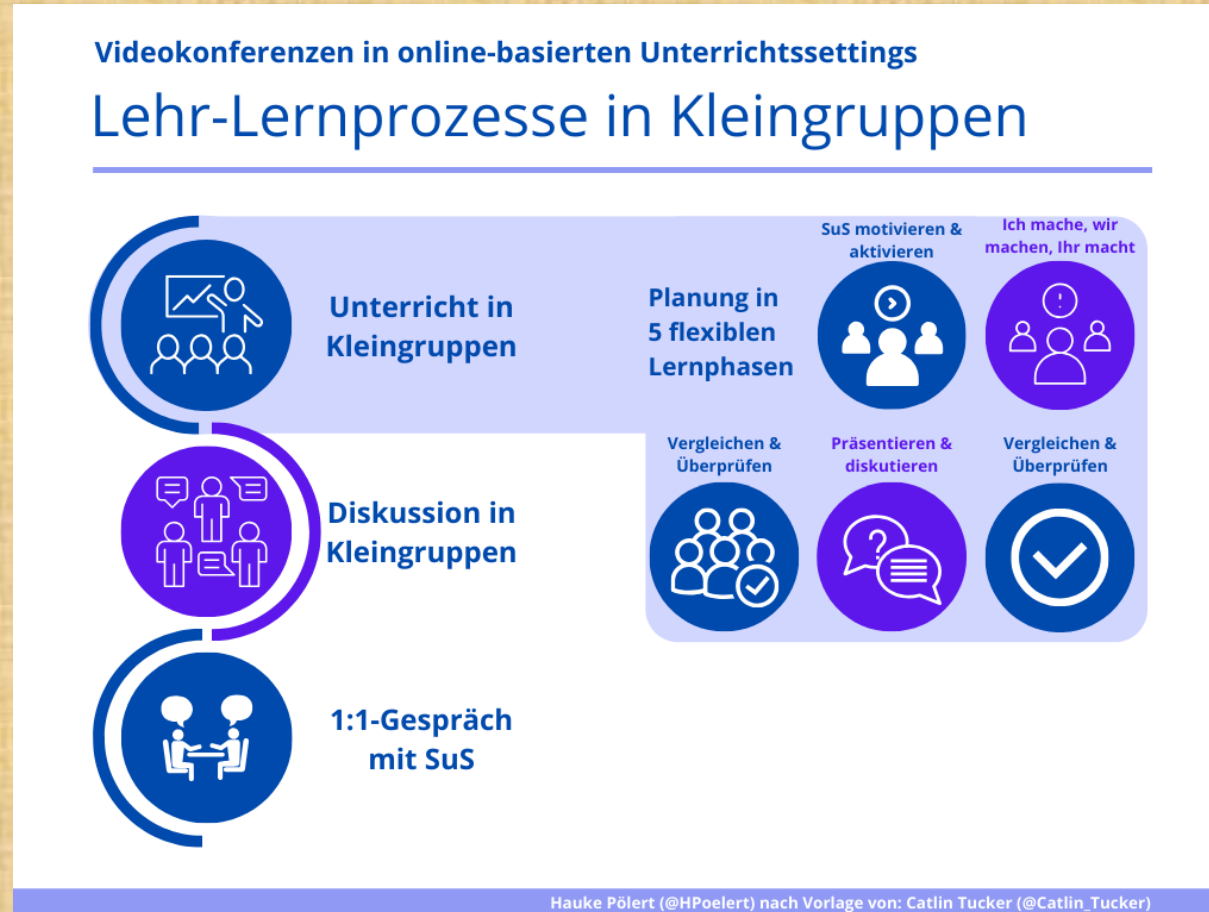 Videokonferenzen in online-basierten Unterrichtssettings
Lehr-Lernprozesse in Kleingruppen
Unterricht in
Kleingruppen
Planung in
5 flexiblen
Lernphasen
SuS motivieren &
aktivieren
Ich mache, wir
machen, Ihr macht
Vergleichen &
Überprüfen
Präsentieren &
diskutieren
Vergleichen &
Überprüfen
Diskussion in
Kleingruppen
1:1-Gespräch
mit SuS
Hauke Pölert (@HPoelert) nach Vorlage von: Catlin Tucker (@Catlin_Tucker)